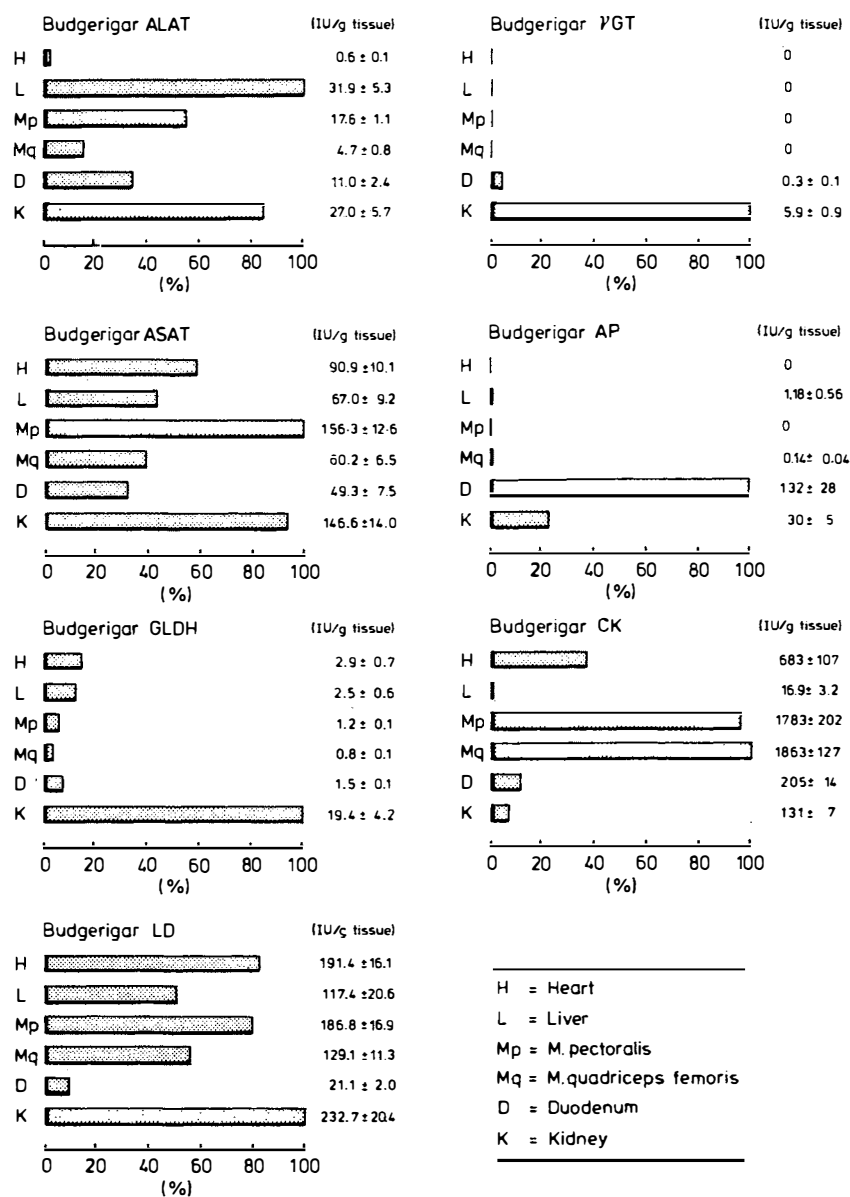 Budgerigar ALAT (IU/g tissue)
H 0.6 ± 0.1
L 31.9 ± 5.3
Mp 17.6 ± 1.1
Mq 4.7 ± 0.8
D 11.0 ± 2.4
K 27.0 ± 5.7
0 20 40 60 80 100
(%)
Budgerigar γGT (IU/g tissue)
H 0
L 0
Mp 0
Mq 0
D 0.3 ± 0.1
K 5.9 ± 0.9
0 20 40 60 80 100
(%)
Budgerigar ASAT (IU/g tissue)
H 90.9 ±10.1
L 67.0 ± 9.2
Mp 156.3 ± 12.6
Mq 60.2 ± 6.5
D 49.3 ± 7.5
K 146.6 ±14.0
0 20 40 60 80 100
(%)
Budgerigar AP (IU/g tissue)
H 0
L 1.18±0.56
Mp 0
Mq 0.14± 0.04
D 132 ± 28
K 30 ± 5
0 20 40 60 80 100
(%)
Budgerigar GLDH (IU/g tissue)
H 2.9 ± 0.7
L 2.5 ± 0.6
Mp 1.2 ± 0.1
Mq 0.8 ± 0.1
D 1.5 ± 0.1
K 19.4 ± 4.2
0 20 40 60 80 100
(%)
Budgerigar CK (IU/g tissue)
H 683±107
L 16.9± 3.2
Mp 1783± 202
Mq 1863±127
D 205± 14
K 131± 7
0 20 40 60 80 100
(%)
Budgerigar LD (IU/g tissue)
H 191.4 ±16.1
L 117.4 ±20.6
Mp 186.8 ±16.9
Mq 129.1 ±11.3
D 21.1 ± 2.0
K 232.7 ±20.4
0 20 40 60 80 100
(%)
H = Heart
L = Liver
Mp = M. pectoralis
Mq = M. quadriceps femoris
D = Duodenum
K = Kidney